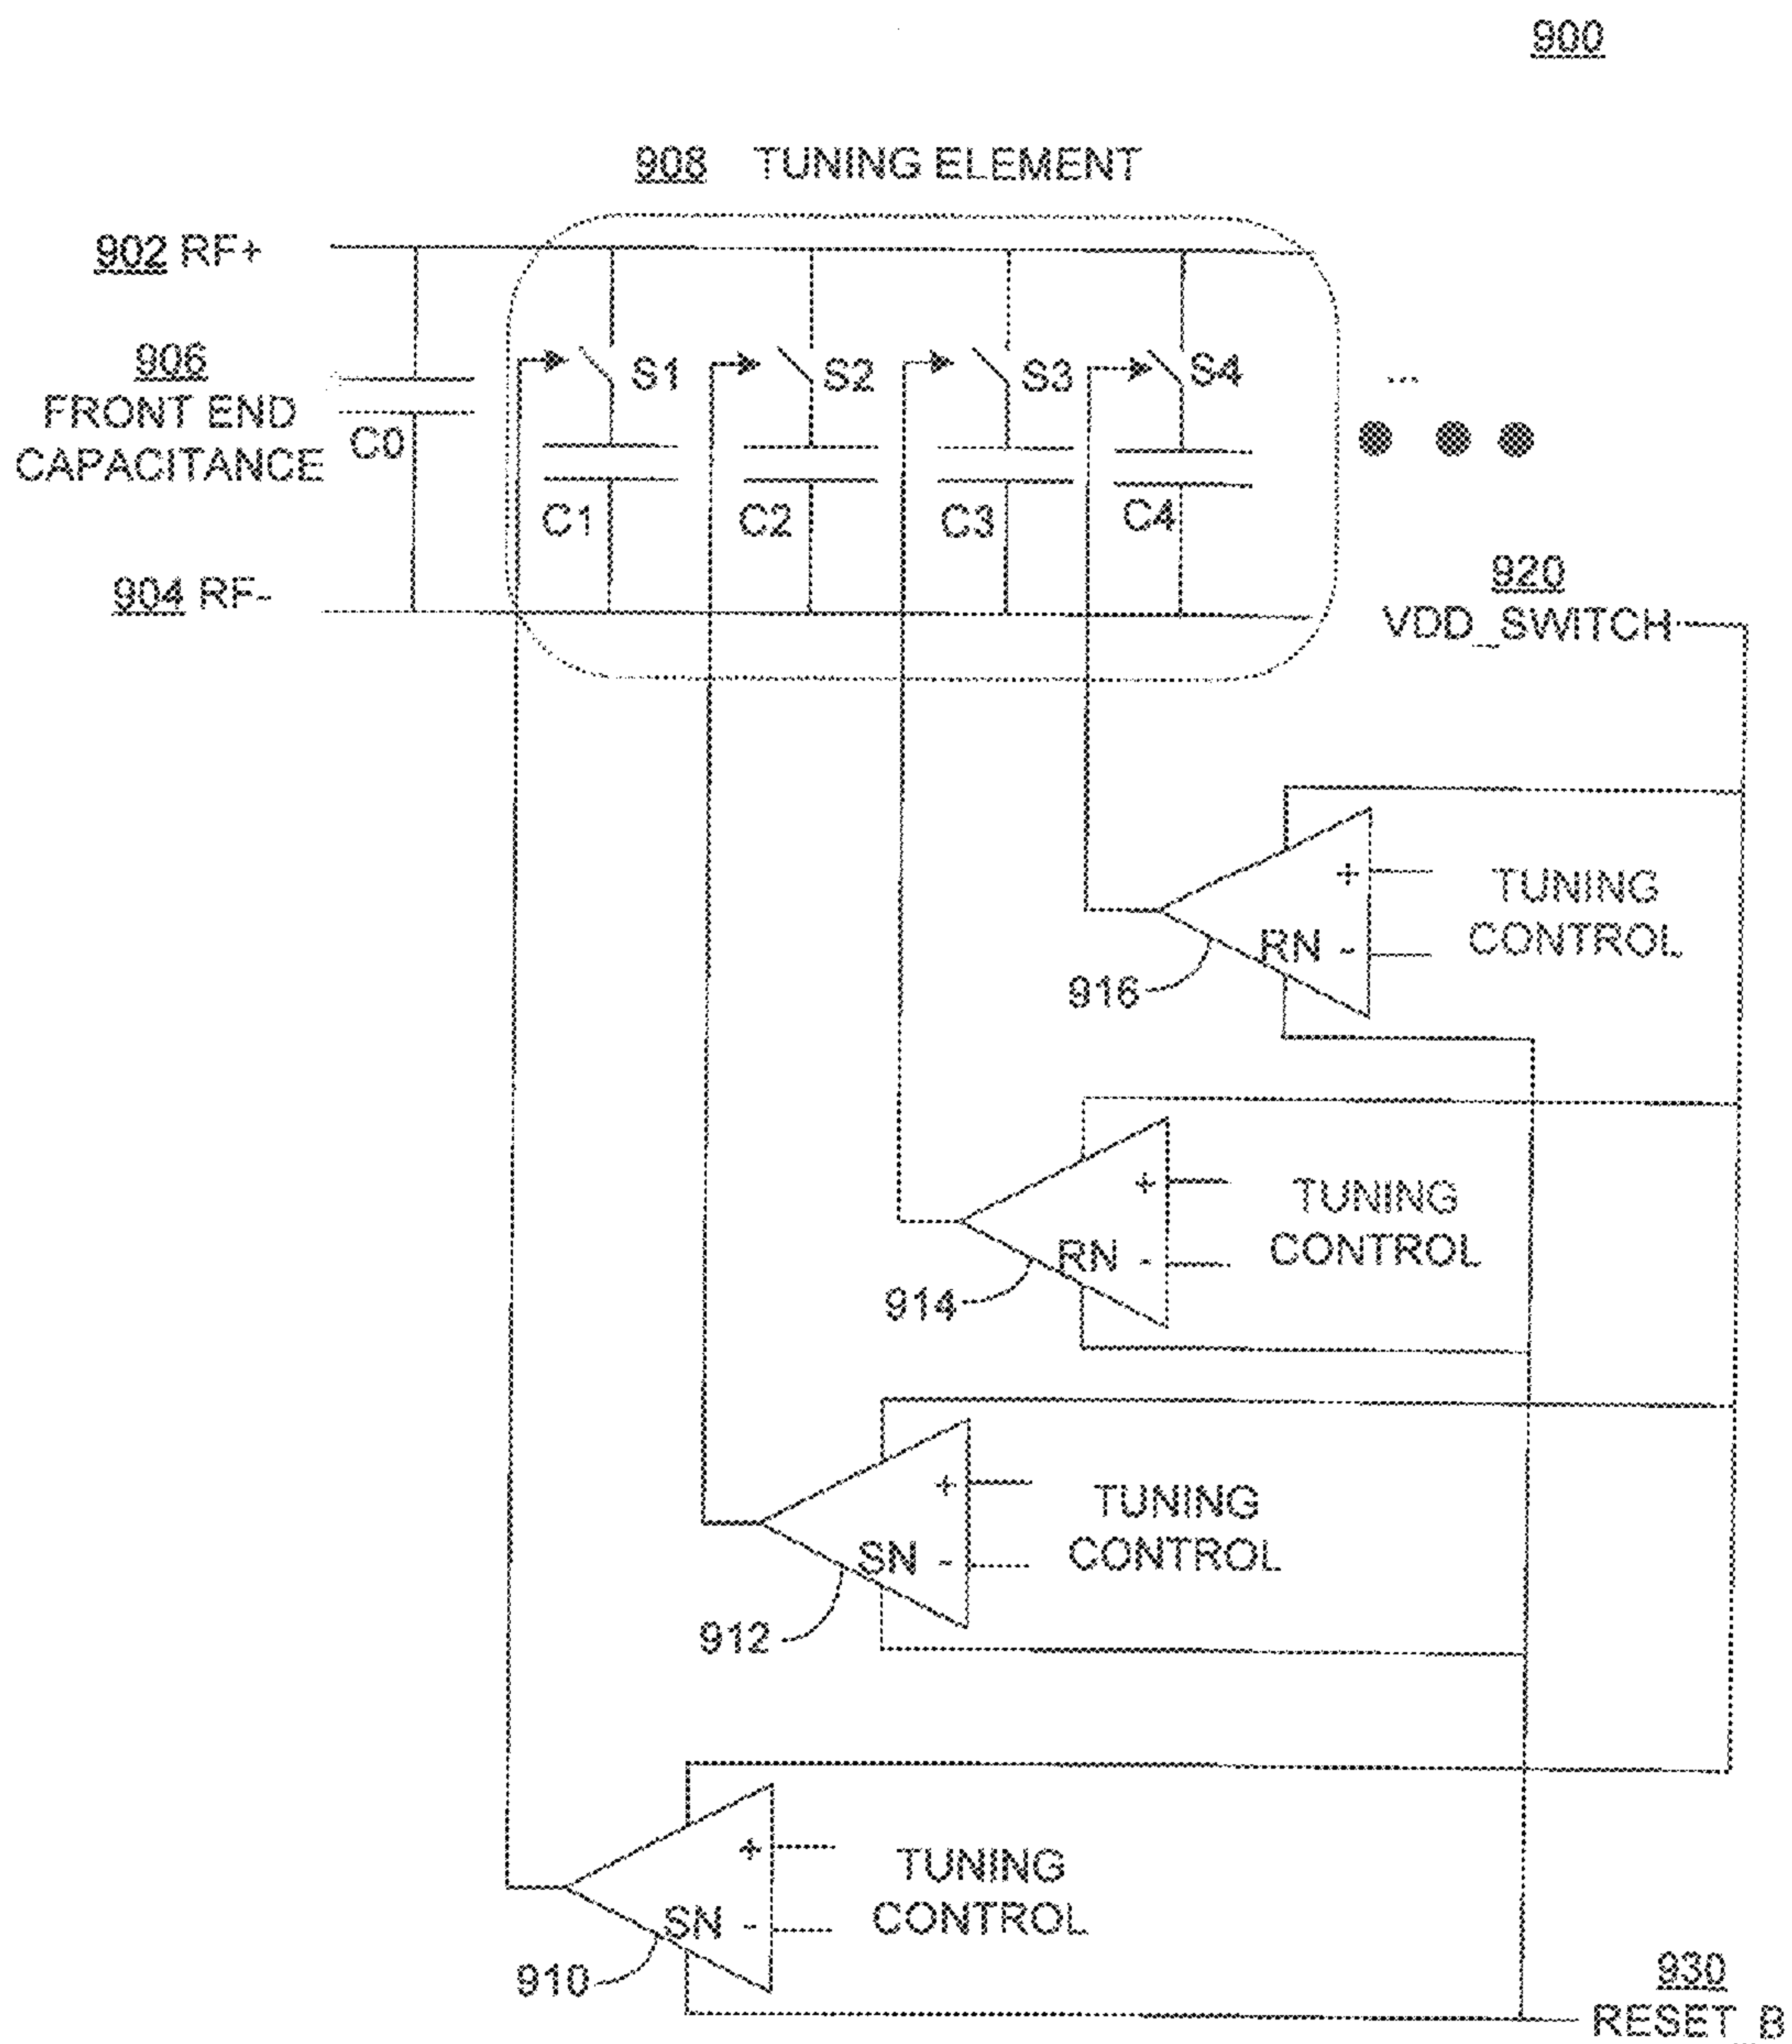 900
908 TUNING ELEMENT
902 RF+
906
FRONT END
CAPACITANCE
C0
S1
S2
S3
S4
...
C1
C2
C3
C4
904 RF-
920
VDD_SWITCH
+
RN -
TUNING
CONTROL
916
+
RN -
TUNING
CONTROL
914
+
SN -
TUNING
CONTROL
912
+
SN -
TUNING
CONTROL
910
930
RESET_B